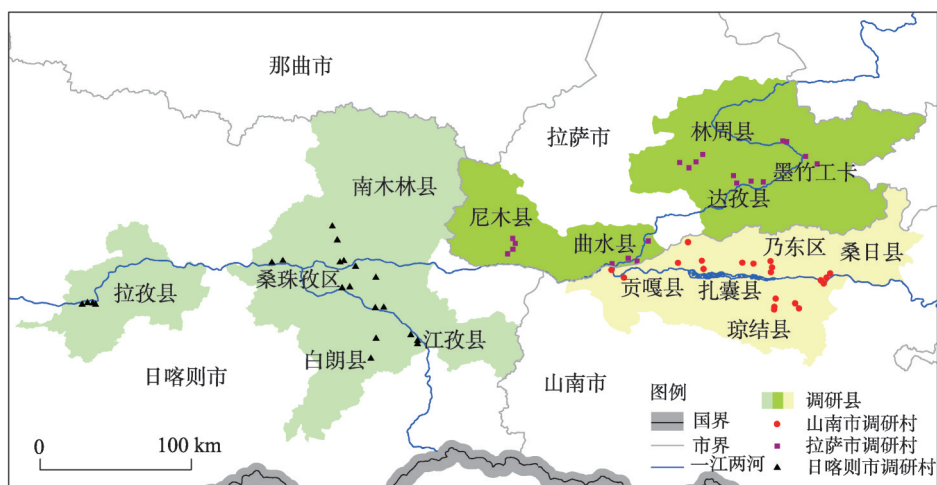 那曲市
拉萨市
林周县
墨竹工卡
达孜县
南木林县
尼木县
曲水县
乃东区
桑日县
桑珠孜区
拉孜县
贡嘎县
扎囊县
琼结县
江孜县
白朗县
日喀则市
山南市
0
100 km
图例
国界
市界
一江两河
调研县
山南市调研村
拉萨市调研村
日喀则市调研村